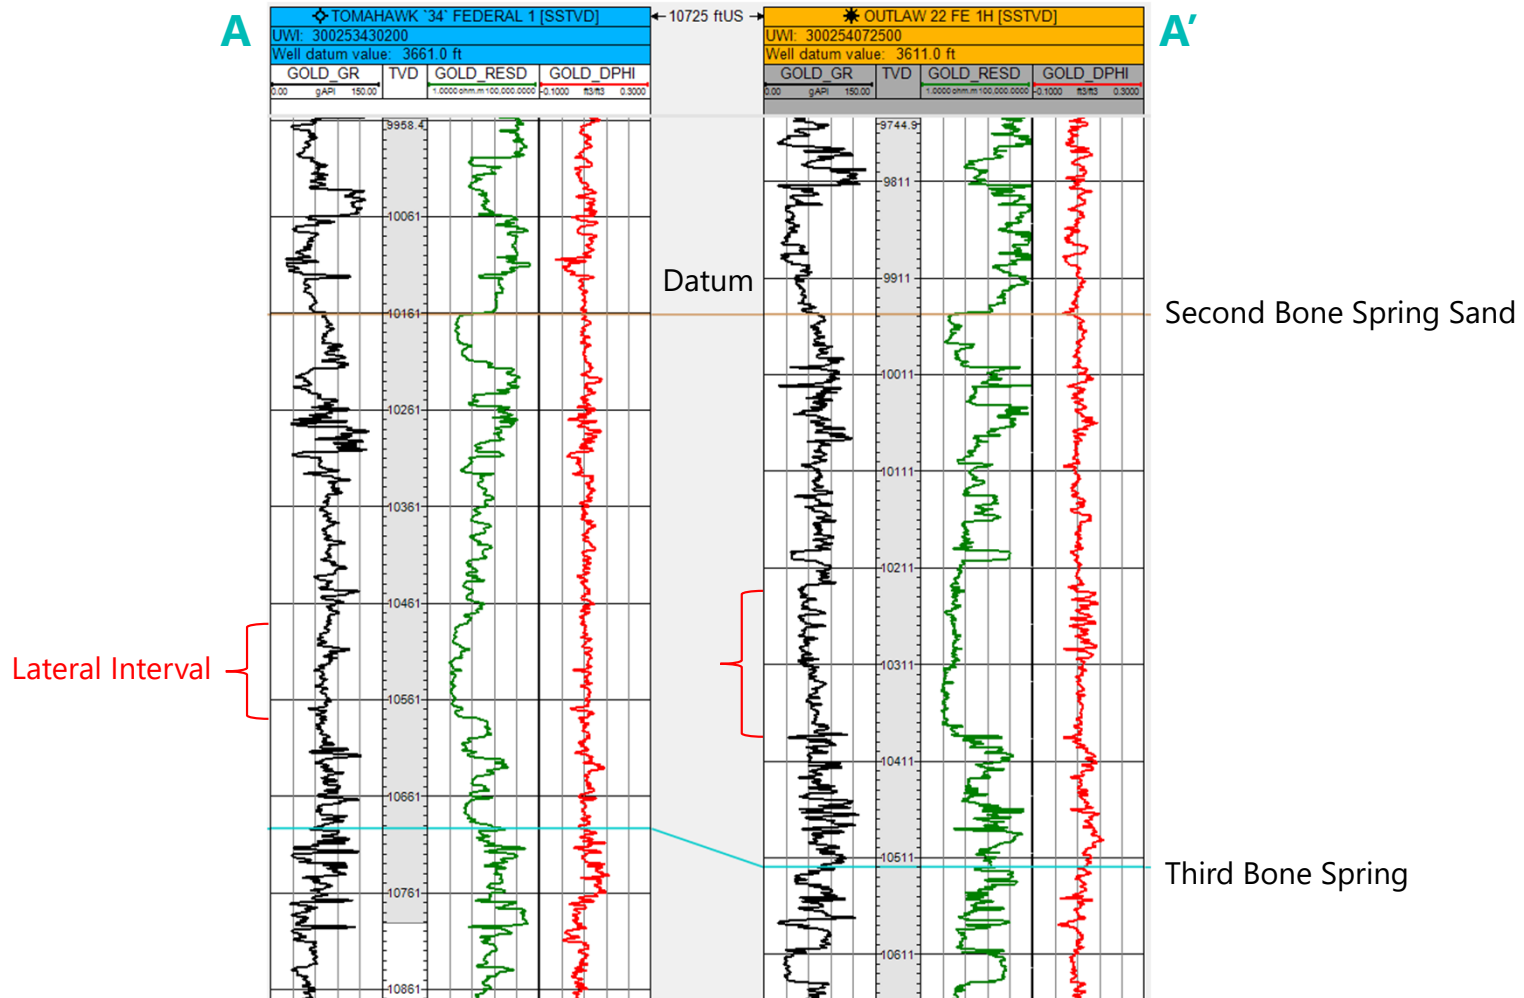 A
TOMAHAWK `34` FEDERAL 1 [SSTVD]
UWI: 300253430200
Well datum value: 3661.0 ft
GOLD_GR TVD GOLD_RESD GOLD_DPHI
0.00 gAPI 150.00 1.0000 ohm.m 100,000.0000 -0.1000 ft3/ft3 0.3000
10725 ftUS
OUTLAW 22 FE 1H [SSTVD]
A′
UWI: 300254072500
Well datum value: 3611.0 ft
GOLD_GR TVD GOLD_RESD GOLD_DPHI
0.00 gAPI 150.00 1.0000 ohm.m 100,000.0000 -0.1000 ft3/ft3 0.3000
9958.4
10061
10161
10261
10361
10461
10561
10661
10761
10861
Datum
9744.9
9811
9911
10011
10111
10211
10311
10411
10511
10611
Second Bone Spring Sand
Lateral Interval
Third Bone Spring